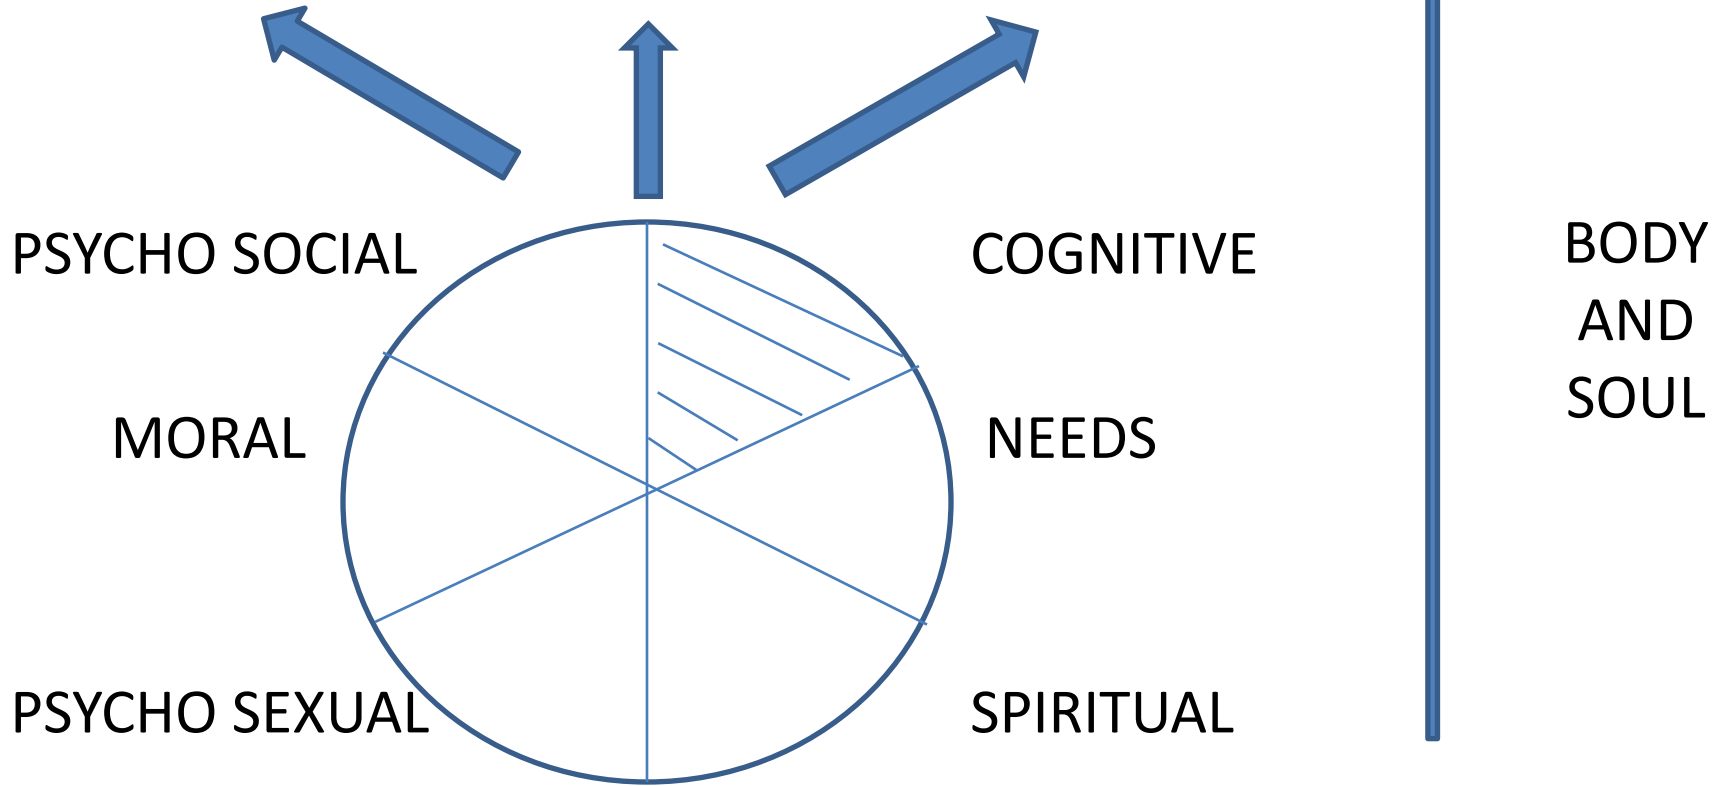 PSYCHO SOCIAL
COGNITIVE
MORAL
NEEDS
PSYCHO SEXUAL
SPIRITUAL
BODY
AND
SOUL